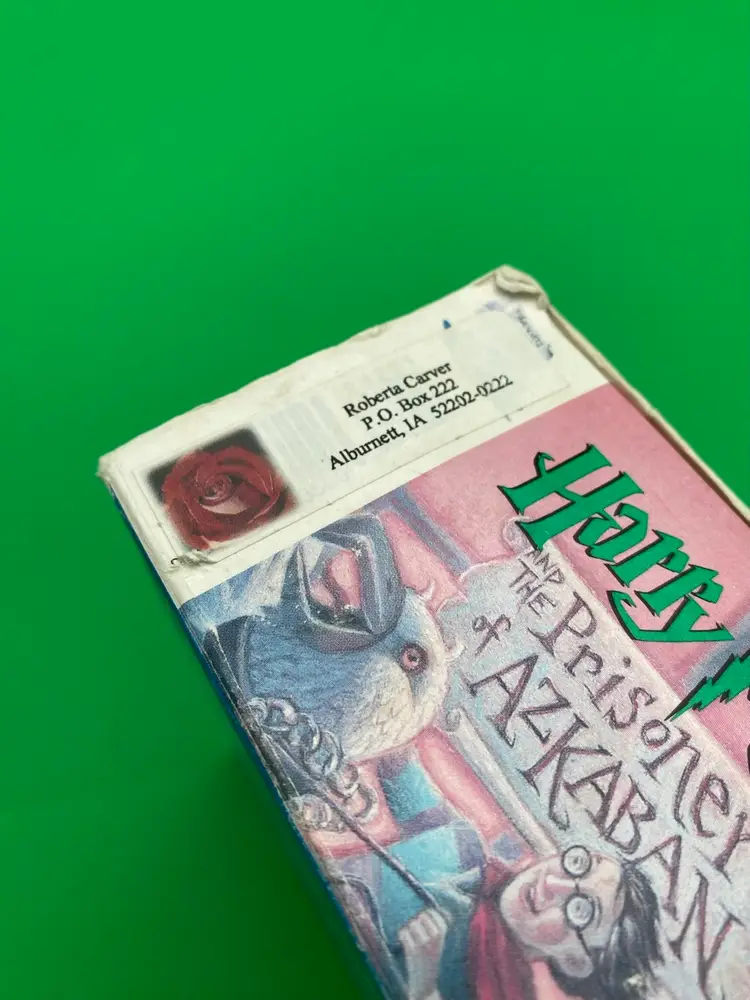 Roberta Carver
P.O. Box 222
Alburnett, IA 52202-0222
Harry
AND
THE Prisoner
of
AZKABAN